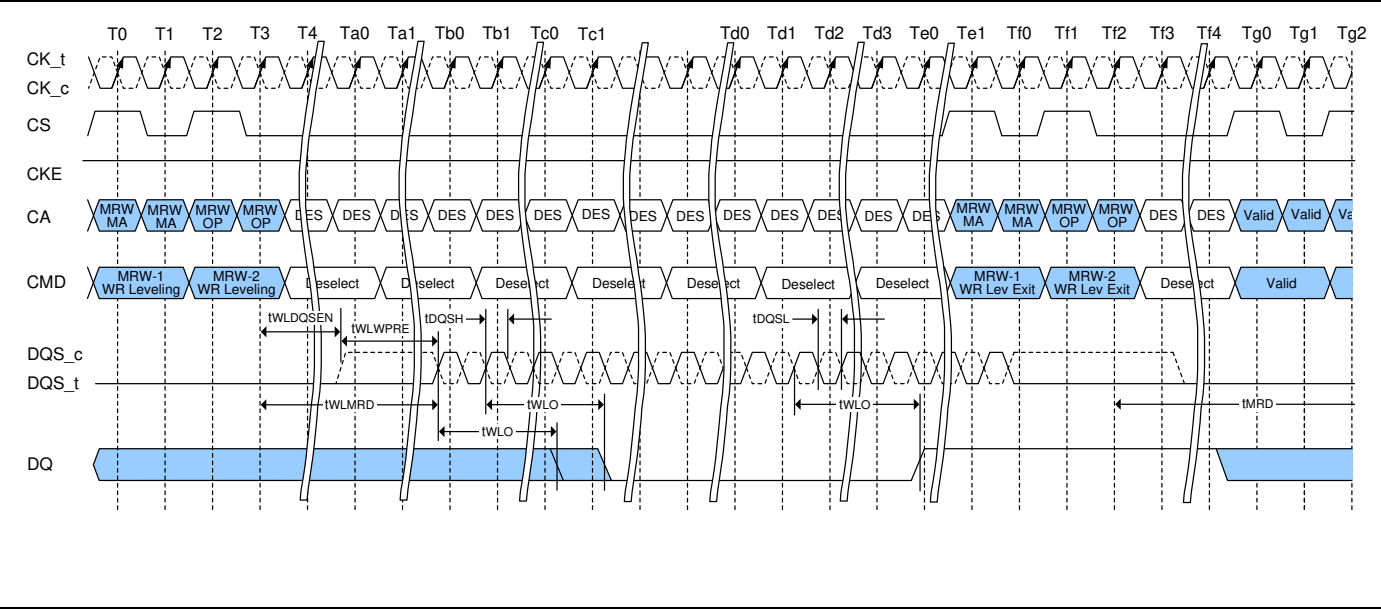 T0 T1 T2 T3 T4 Ta0 Ta1 Tb0 Tb1 Tc0 Tc1 Td0 Td1 Td2 Td3 Te0 Te1 Tf0 Tf1 Tf2 Tf3 Tf4 Tg0 Tg1 Tg2
CK_t
CK_c
CS
CKE
CA MRW MA MRW MA MRW OP MRW OP DES DES DES DES DES DES DES DES DES DES DES DES DES DES MRW MA MRW MA MRW OP MRW OP DES DES Valid Valid Va
CMD MRW-1 WR Leveling MRW-2 WR Leveling Deselect Deselect Deselect Deselect Deselect Deselect Deselect MRW-1 WR Lev Exit MRW-2 WR Lev Exit Deselect Valid
tWLDQSEN tWLWPRE tDQSH tDQSL
DQS_c
DQS_t
tWLMRD tWLO tWLO tMRD
tWLO
DQ